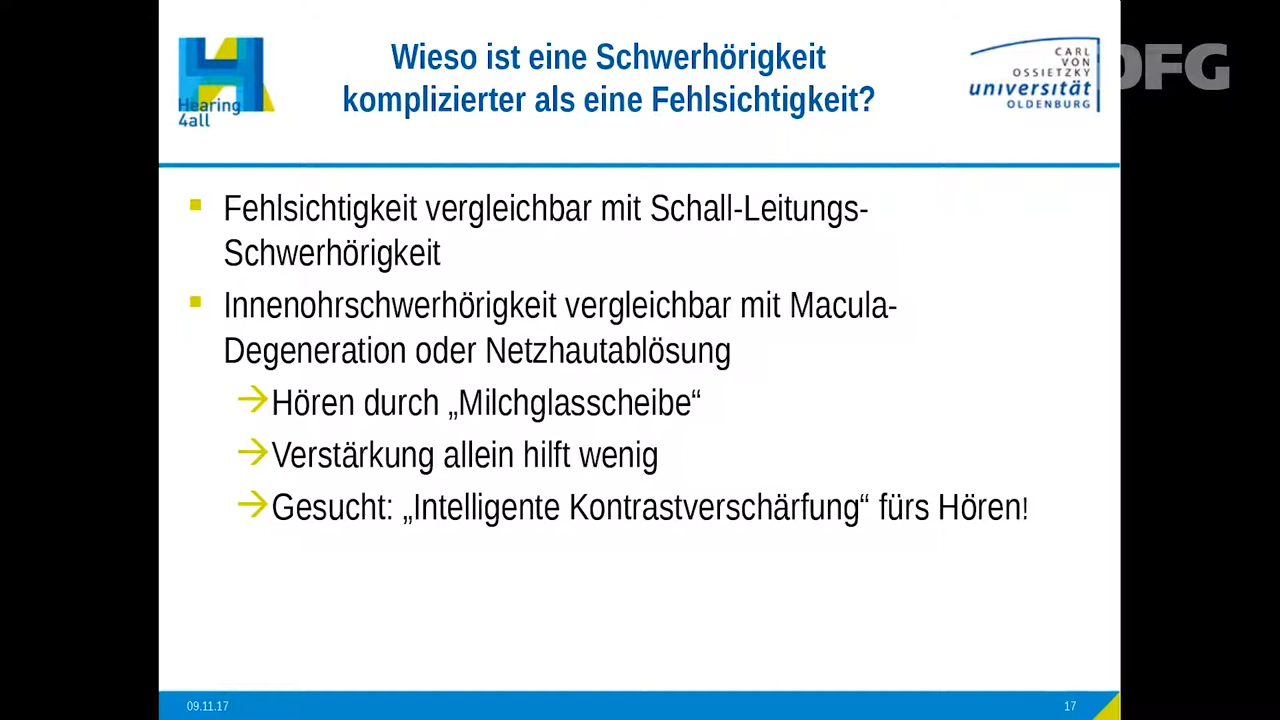 Wieso ist eine Schwerhörigkeit
komplizierter als eine Fehlsichtigkeit?
Hearing
4all
CARL
VON
OSSIETZKY
universität
OLDENBURG
DFG
Fehlsichtigkeit vergleichbar mit Schall-Leitungs-
Schwerhörigkeit
Innenohrschwerhörigkeit vergleichbar mit Macula-
Degeneration oder Netzhautablösung
→Hören durch „Milchglasscheibe“
→Verstärkung allein hilft wenig
→Gesucht: „Intelligente Kontrastverschärfung“ fürs Hören!
09.11.17
17